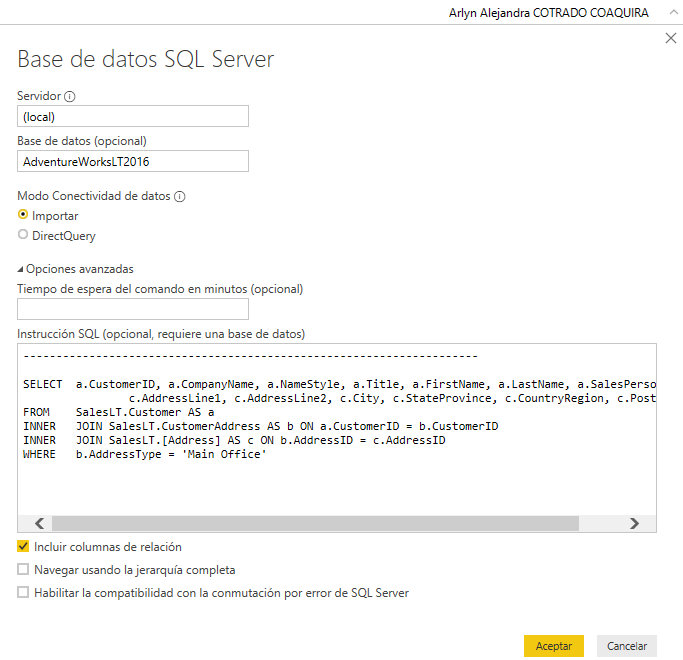 Arlyn Alejandra COTRADO COAQUIRA
Base de datos SQL Server
Servidor
(local)
Base de datos (opcional)
AdventureWorksLT2016
Modo Conectividad de datos
Importar
DirectQuery
Opciones avanzadas
Tiempo de espera del comando en minutos (opcional)
Instrucción SQL (opcional, requiere una base de datos)
--------------------------------------------------------------------
SELECT a.CustomerID, a.CompanyName, a.NameStyle, a.Title, a.FirstName, a.LastName, a.SalesPerso
c.AddressLine1, c.AddressLine2, c.City, c.StateProvince, c.CountryRegion, c.Post
FROM SalesLT.Customer AS a
INNER JOIN SalesLT.CustomerAddress AS b ON a.CustomerID = b.CustomerID
INNER JOIN SalesLT.[Address] AS c ON b.AddressID = c.AddressID
WHERE b.AddressType = 'Main Office'
Incluir columnas de relación
Navegar usando la jerarquía completa
Habilitar la compatibilidad con la conmutación por error de SQL Server
Aceptar Cancelar